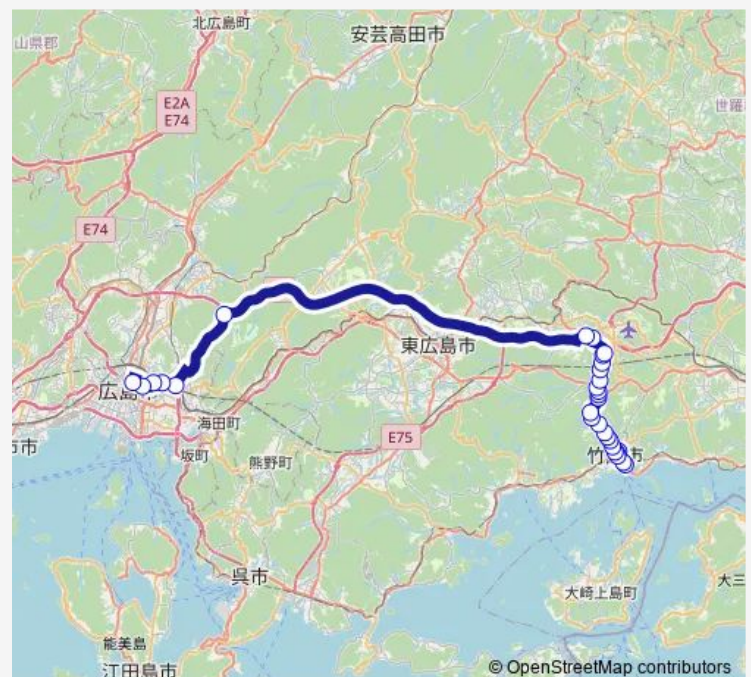 北広島町
山県郡
安芸高田市
E2A
E74
世羅
E74
東広島市
広島
海田町
E75
坂町
熊野町
市
竹
市
呉市
大崎上島町
大三
能美島
江田島市
© OpenStreetMap contributors